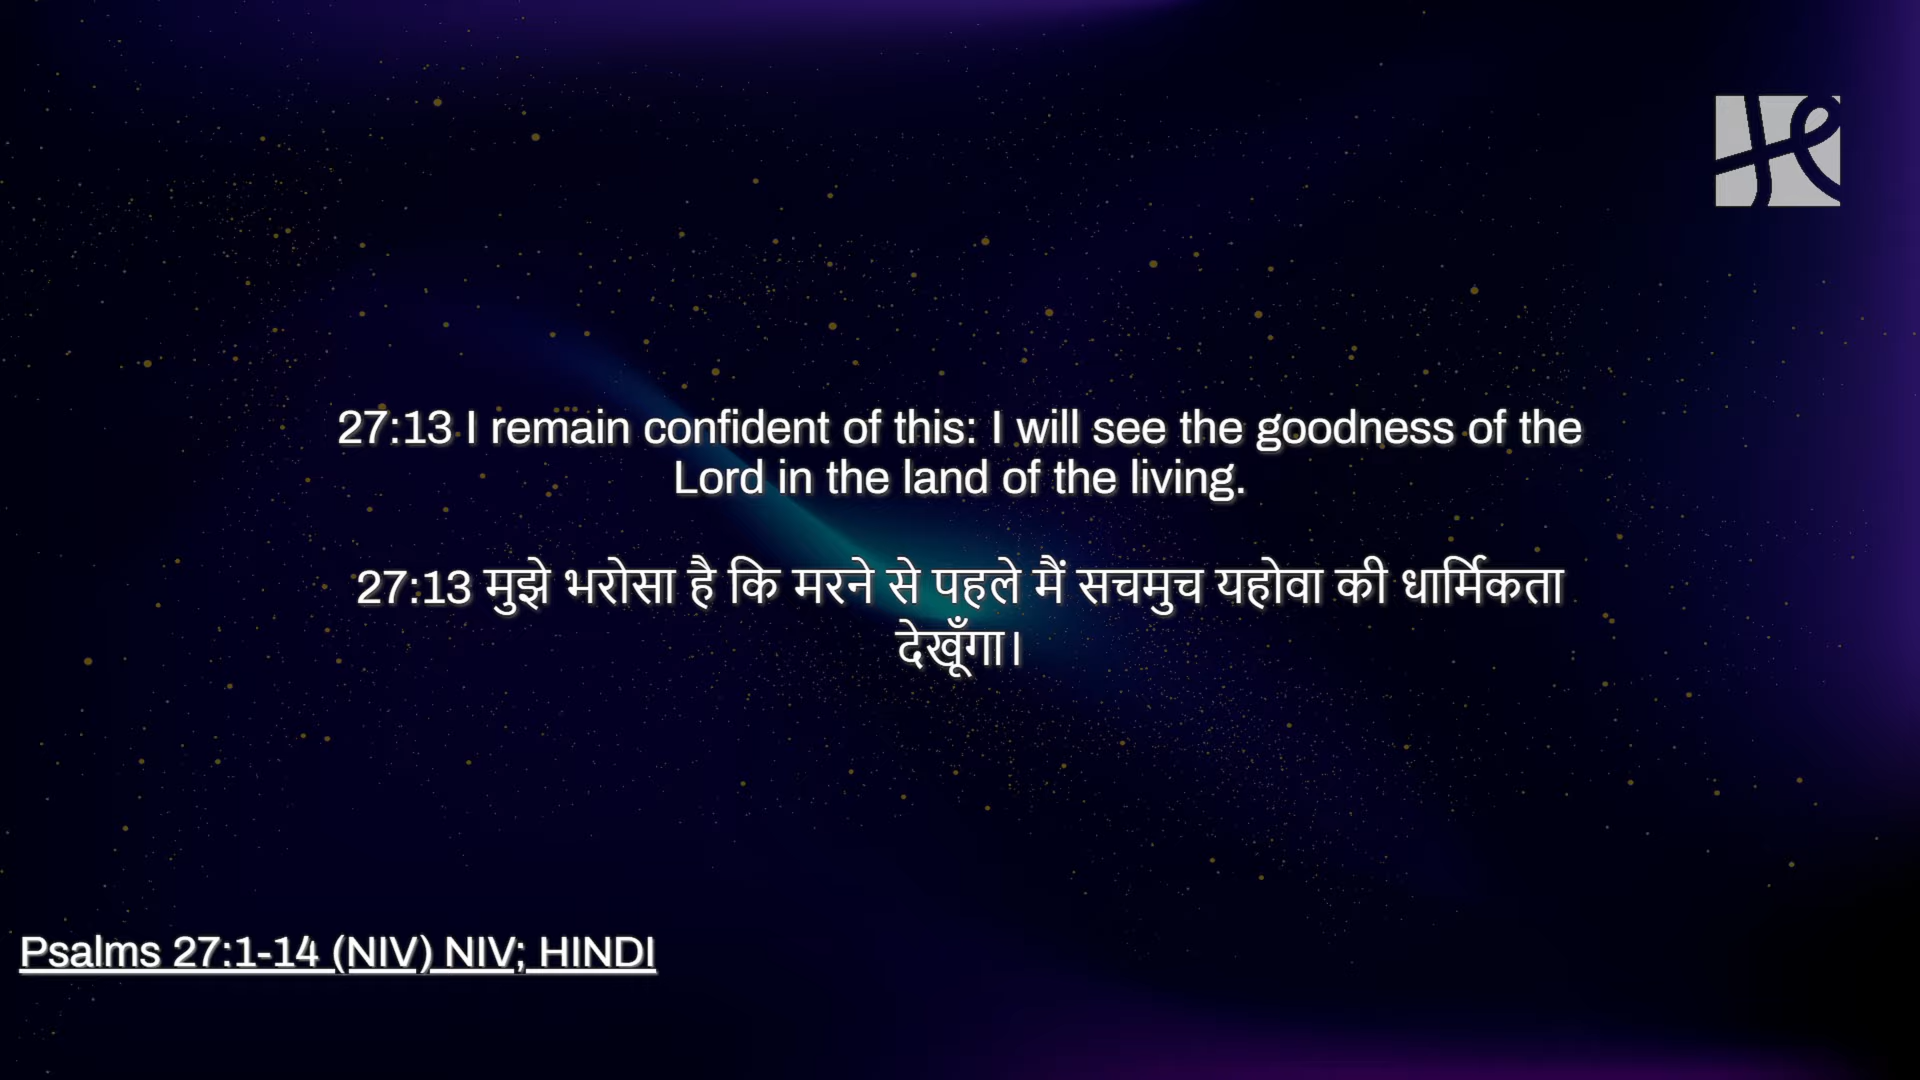 27:13 I remain confident of this: I will see the goodness of the
Lord in the land of the living.
27:13 मुझे भरोसा है कि मरने से पहले मैं सचमुच यहोवा की धार्मिकता
देखूँगा।
Psalms 27:1-14 (NIV) NIV; HINDI